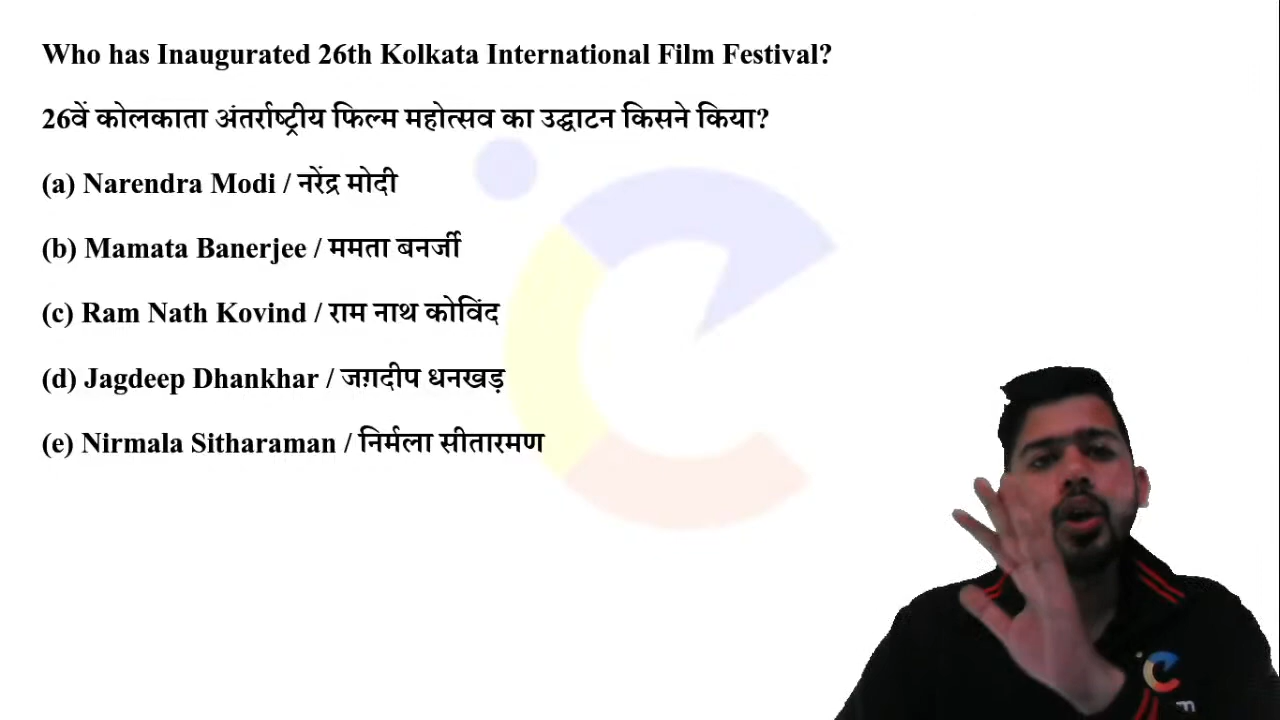 Who has Inaugurated 26th Kolkata International Film Festival?
26वें कोलकाता अंतर्राष्ट्रीय फिल्म महोत्सव का उद्घाटन किसने किया?
(a) Narendra Modi / नरेंद्र मोदी
(b) Mamata Banerjee / ममता बनर्जी
(c) Ram Nath Kovind / राम नाथ कोविंद
(d) Jagdeep Dhankhar / जग़दीप धनखड़
(e) Nirmala Sitharaman / निर्मला सीतारमण